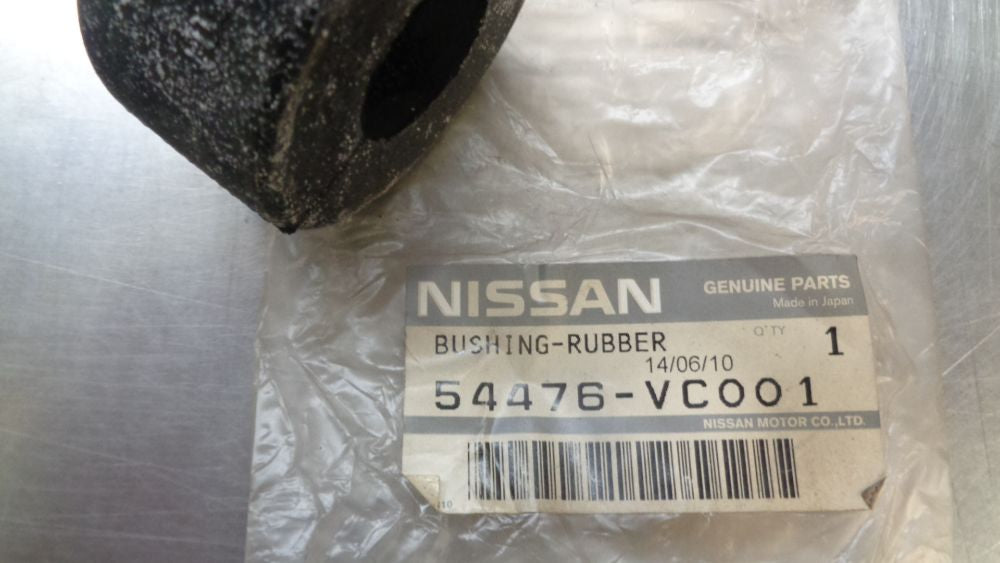 NISSAN GENUINE PARTS
Made in Japan
BUSHING-RUBBER Q'TY 1
14/06/10
54476-VC001
NISSAN MOTOR CO.,LTD.